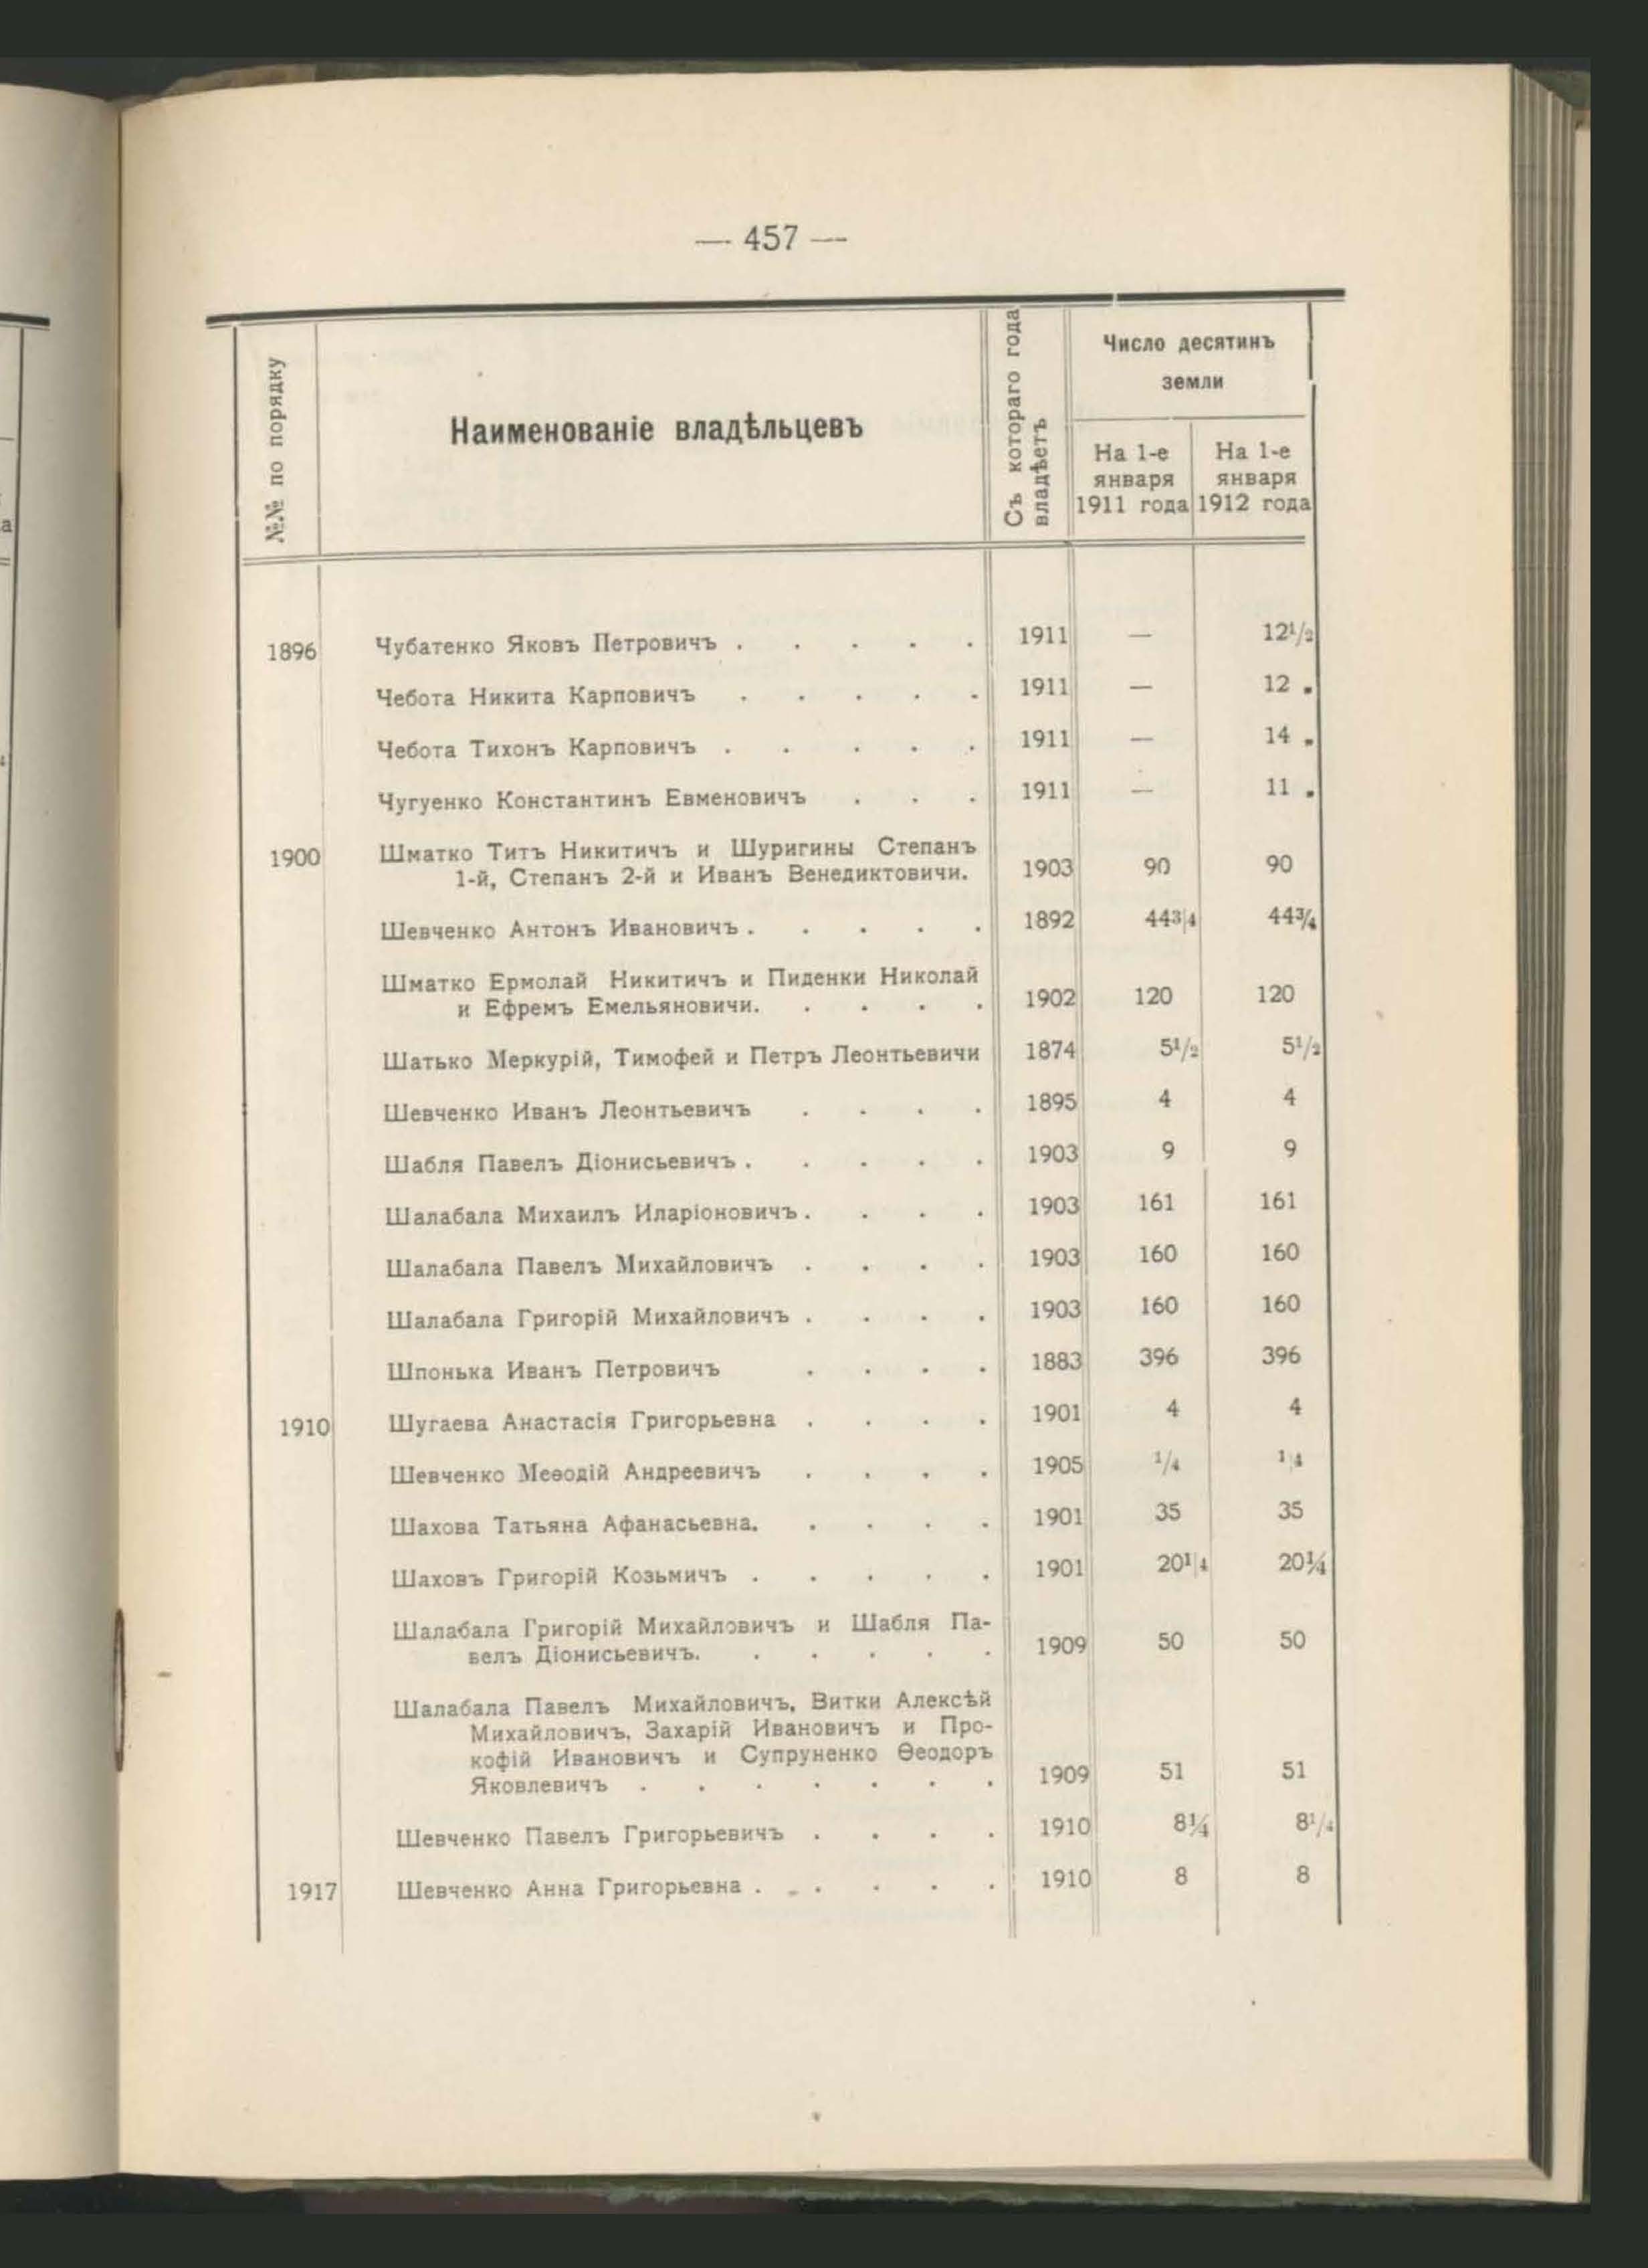 — 457 —
№№ по порядку
Наименованіе владѣльцевъ
Съ котораго года
владѣетъ
Число десятинъ
земли
На 1-е
января
1911 года
На 1-е
января
1912 года
1896 Чубатенко Яковъ Петровичъ . . . . . 1911 — 12½
Чебота Никита Карповичъ . . . . . 1911 — 12 „
Чебота Тихонъ Карповичъ . . . . . 1911 — 14 „
Чугуенко Константинъ Евменовичъ . . . 1911 — 11 „
1900 Шматко Титъ Никитичъ и Шуригины Степанъ
1-й, Степанъ 2-й и Иванъ Венедиктовичи. 1903 90 90
Шевченко Антонъ Ивановичъ . . . . . 1892 44¾ 44¾
Шматко Ермолай Никитичъ и Пиденки Николай
и Ефремъ Емельяновичи. . . . . 1902 120 120
Шатько Меркурій, Тимофей и Петръ Леонтьевичи 1874 5½ 5½
Шевченко Иванъ Леонтьевичъ . . . . 1895 4 4
Шабля Павелъ Діонисьевичъ . . . . . 1903 9 9
Шалабала Михаилъ Иларіоновичъ . . . . 1903 161 161
Шалабала Павелъ Михайловичъ . . . . 1903 160 160
Шалабала Григорій Михайловичъ . . . . 1903 160 160
Шпонька Иванъ Петровичъ . . . . 1883 396 396
1910 Шугаева Анастасія Григорьевна . . . . 1901 4 4
Шевченко Меѳодій Андреевичъ . . . . 1905 ¼ ¼
Шахова Татьяна Афанасьевна. . . . . 1901 35 35
Шаховъ Григорій Козьмичъ . . . . . 1901 20¼ 20¼
Шалабала Григорій Михайловичъ и Шабля Па-
велъ Діонисьевичъ. . . . . . 1909 50 50
Шалабала Павелъ Михайловичъ, Витки Алексѣй
Михайловичъ, Захарій Ивановичъ и Про-
кофій Ивановичъ и Супруненко Ѳеодоръ
Яковлевичъ . . . . . . . 1909 51 51
Шевченко Павелъ Григорьевичъ . . . . 1910 8¼ 8¼
1917 Шевченко Анна Григорьевна . . . . . 1910 8 8